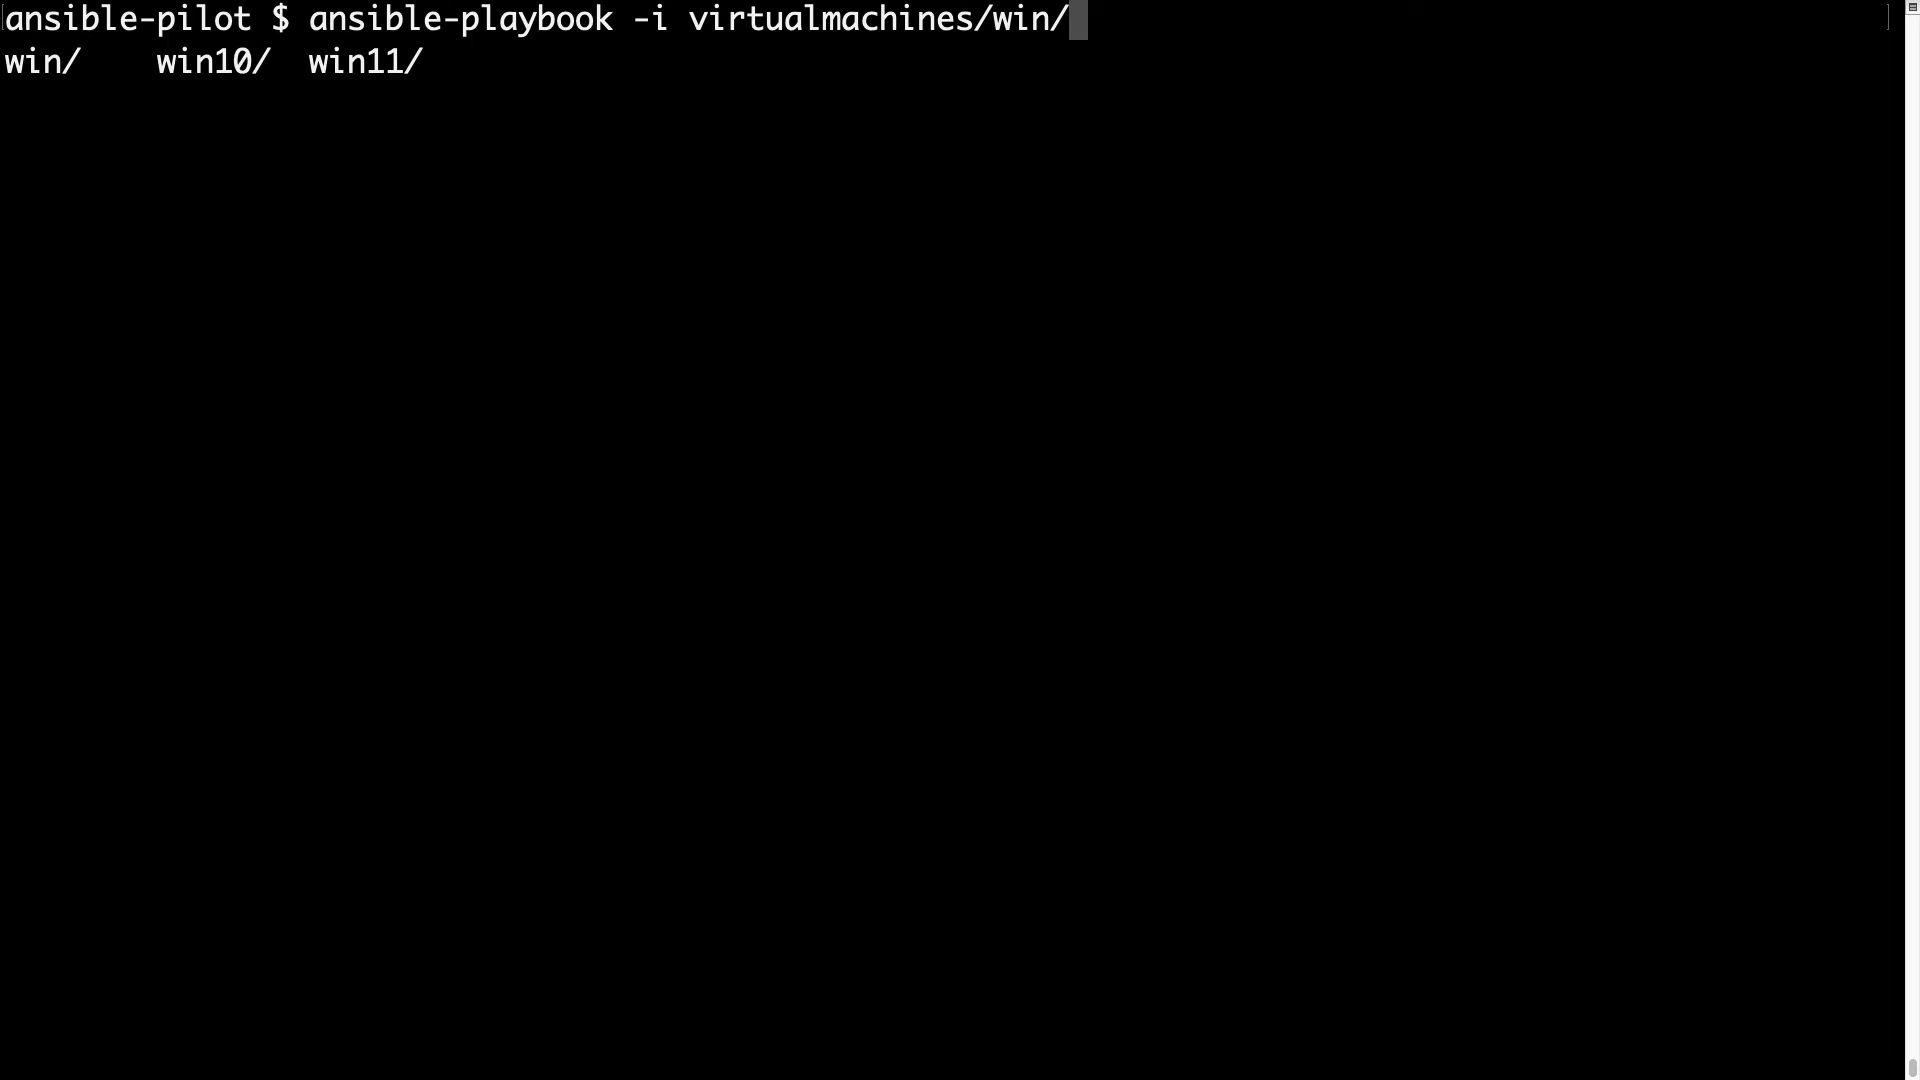 ansible-pilot $ ansible-playbook -i virtualmachines/win/
win/    win10/  win11/